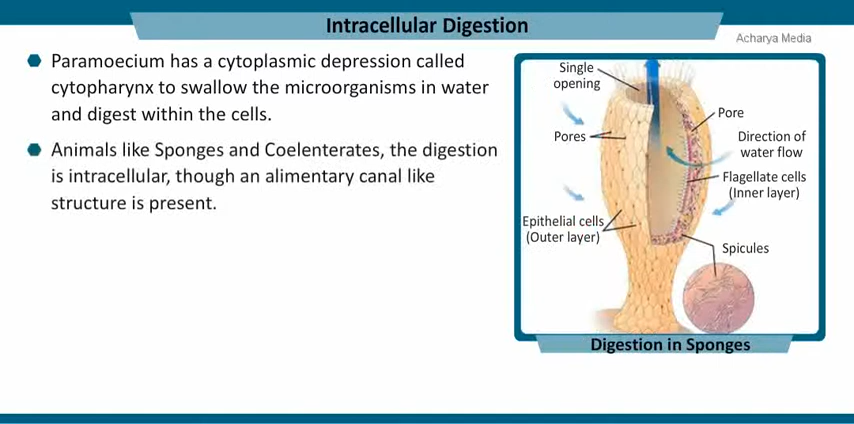 Intracellular Digestion
Acharya Media
Paramoecium has a cytoplasmic depression called
cytopharynx to swallow the microorganisms in water
and digest within the cells.
Animals like Sponges and Coelenterates, the digestion
is intracellular, though an alimentary canal like
structure is present.
Single
opening
Pore
Pores
Direction of
water flow
Flagellate cells
(Inner layer)
Epithelial cells
(Outer layer)
Spicules
Digestion in Sponges